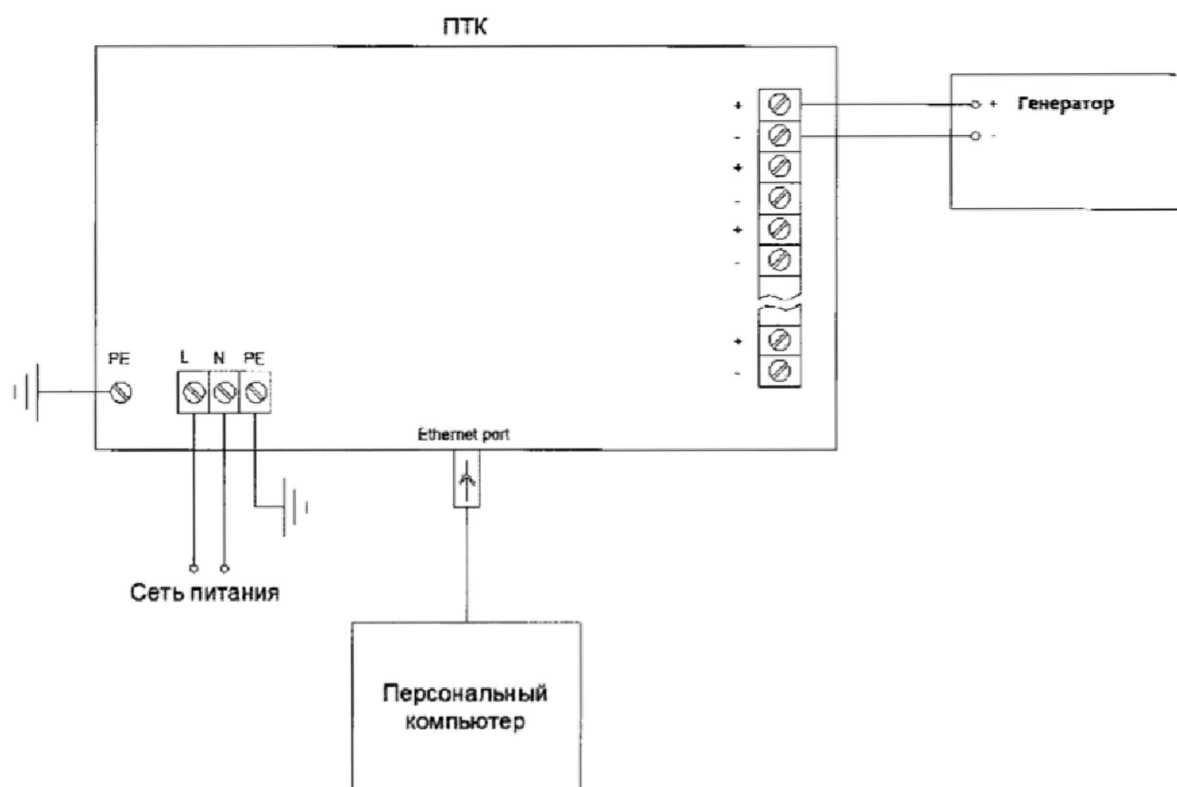 ПТК
+
+ Генератор
-
-
+
-
+
-
+
-
PE
L N PE
Ethernet port
Сеть питания
Персональный
компьютер